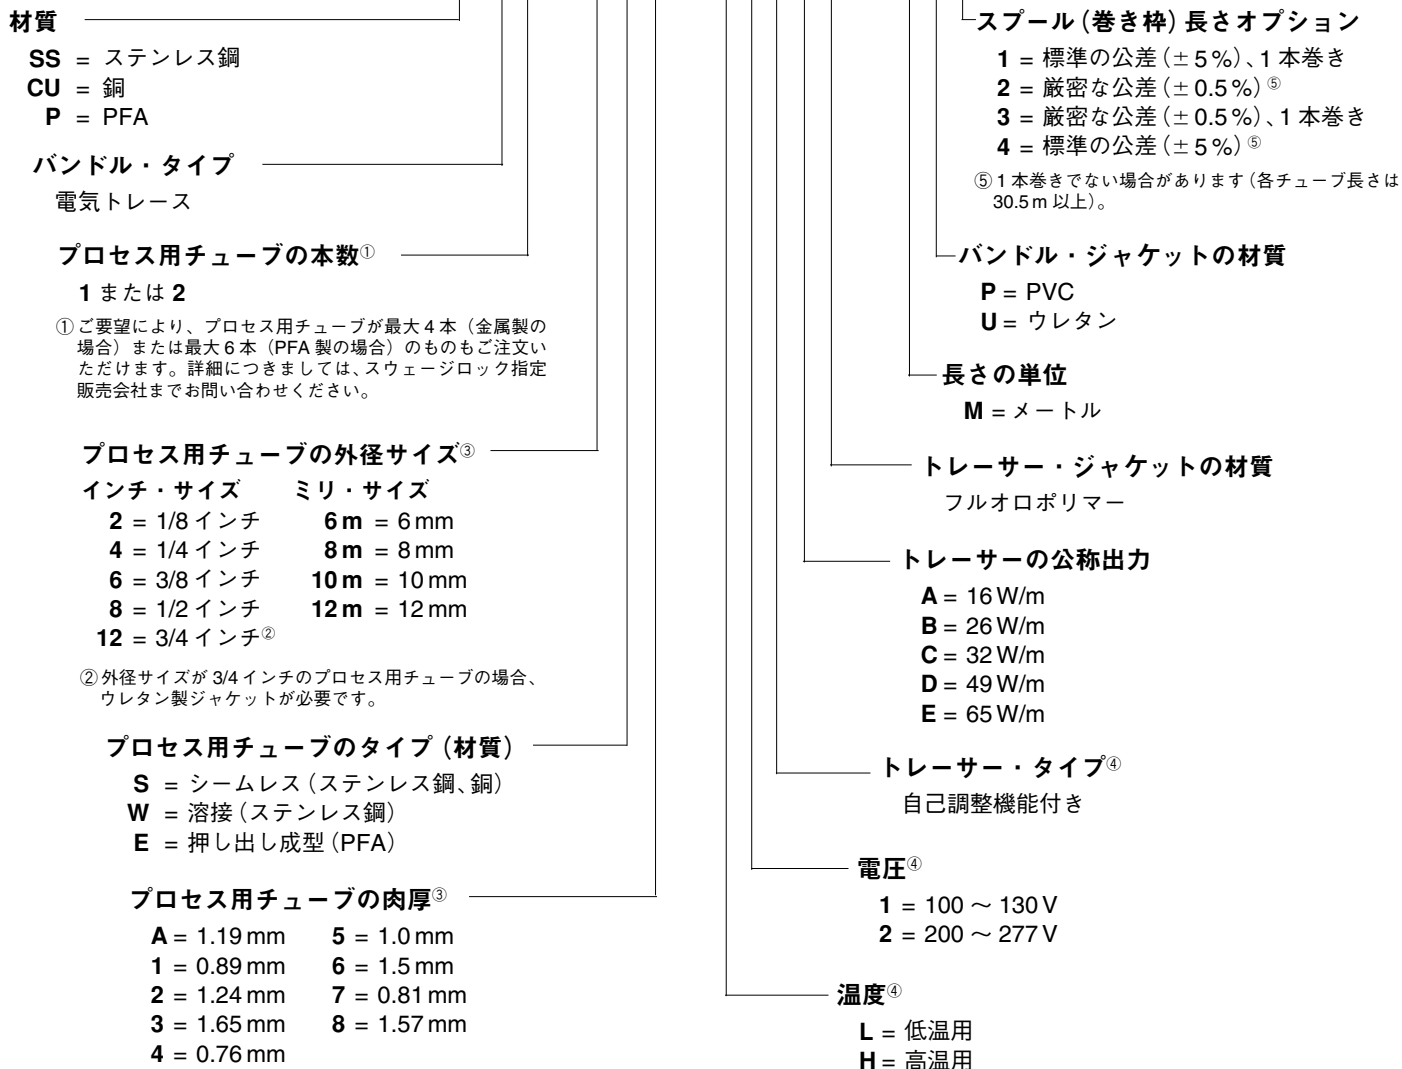 材質
SS = ステンレス鋼
CU = 銅
P = PFA
バンドル・タイプ
電気トレース
プロセス用チューブの本数①
1 または 2
① ご要望により、プロセス用チューブが最大 4 本（金属製の
場合）または最大 6 本（PFA 製の場合）のものもご注文い
ただけます。詳細につきましては、スウェージロック指定
販売会社までお問い合わせください。
プロセス用チューブの外径サイズ③
インチ・サイズ ミリ・サイズ
2 = 1/8 インチ 6 m = 6 mm
4 = 1/4 インチ 8 m = 8 mm
6 = 3/8 インチ 10 m = 10 mm
8 = 1/2 インチ 12 m = 12 mm
12 = 3/4 インチ②
② 外径サイズが 3/4 インチのプロセス用チューブの場合、
ウレタン製ジャケットが必要です。
プロセス用チューブのタイプ（材質）
S = シームレス（ステンレス鋼、銅）
W = 溶接（ステンレス鋼）
E = 押し出し成型（PFA）
プロセス用チューブの肉厚③
A = 1.19 mm 5 = 1.0 mm
1 = 0.89 mm 6 = 1.5 mm
2 = 1.24 mm 7 = 0.81 mm
3 = 1.65 mm 8 = 1.57 mm
4 = 0.76 mm
スプール（巻き枠）長さオプション
1 = 標準の公差（± 5 %）、1 本巻き
2 = 厳密な公差（± 0.5 %）⑤
3 = 厳密な公差（± 0.5 %）、1 本巻き
4 = 標準の公差（± 5 %）⑤
⑤ 1 本巻きでない場合があります（各チューブ長さは
30.5 m 以上）。
バンドル・ジャケットの材質
P = PVC
U = ウレタン
長さの単位
M = メートル
トレーサー・ジャケットの材質
フルオロポリマー
トレーサーの公称出力
A = 16 W/m
B = 26 W/m
C = 32 W/m
D = 49 W/m
E = 65 W/m
トレーサー・タイプ④
自己調整機能付き
電圧④
1 = 100 ～ 130 V
2 = 200 ～ 277 V
温度④
L = 低温用
H = 高温用